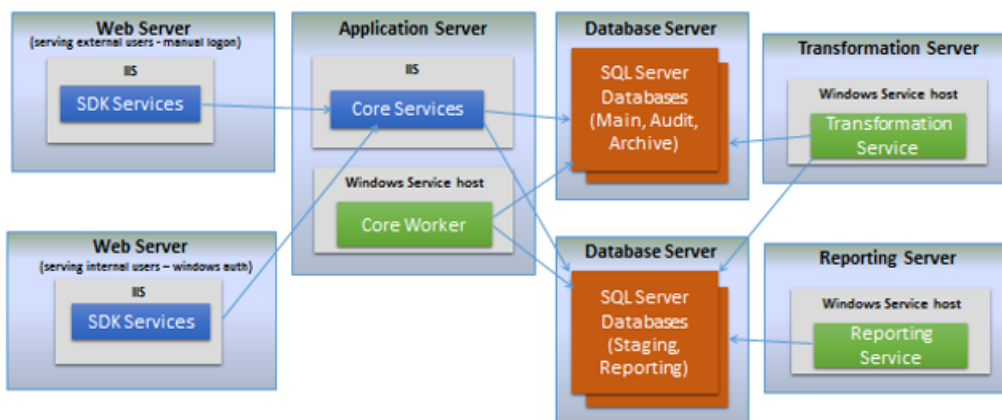 Web Server
(serving external users - manual logon)
IIS
SDK Services
Application Server
IIS
Core Services
Windows Service host
Core Worker
Database Server
SQL Server
Databases
(Main, Audit,
Archive)
Transformation Server
Windows Service host
Transformation
Service
Web Server
(serving internal users – windows auth)
IIS
SDK Services
Database Server
SQL Server
Databases
(Staging,
Reporting)
Reporting Server
Windows Service host
Reporting
Service